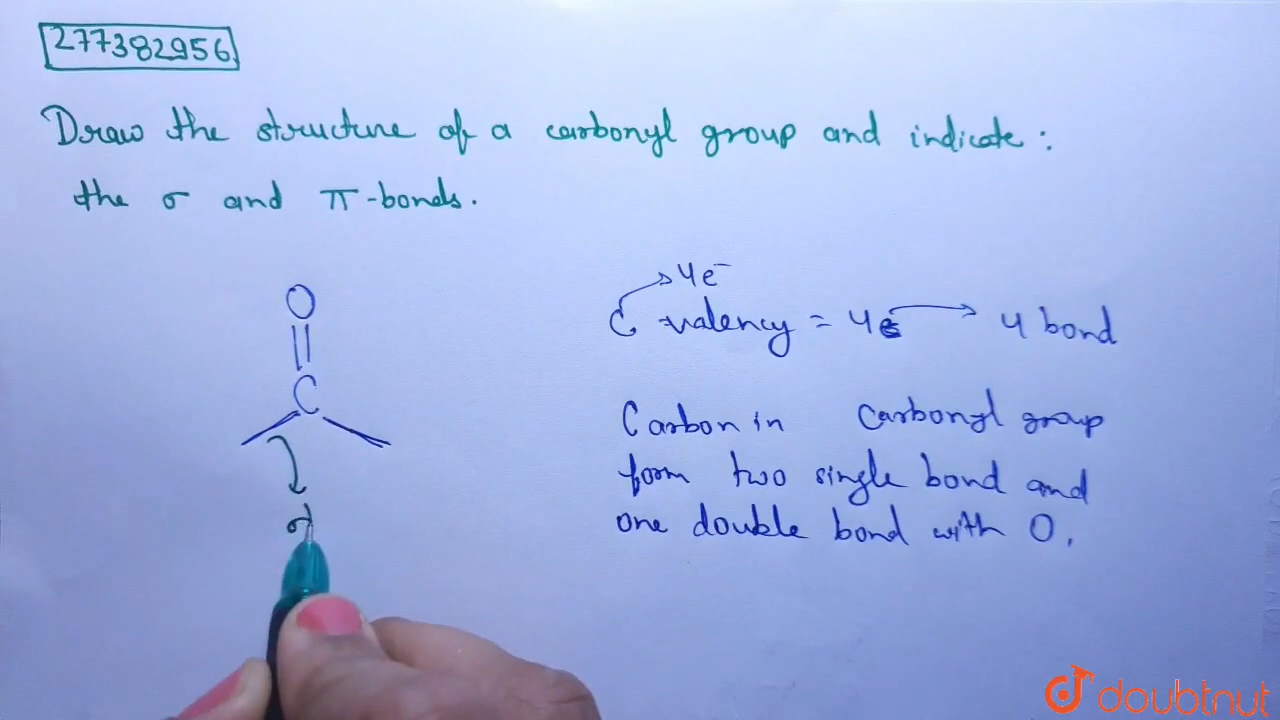 277382956
Draw the structure of a carbonyl group and indicate:
the σ and π-bonds.
O
C
σ
4e⁻
C valency = 4e → 4 bond
Carbon in carbonyl group
form two single bond and
one double bond with O.
doubtnut